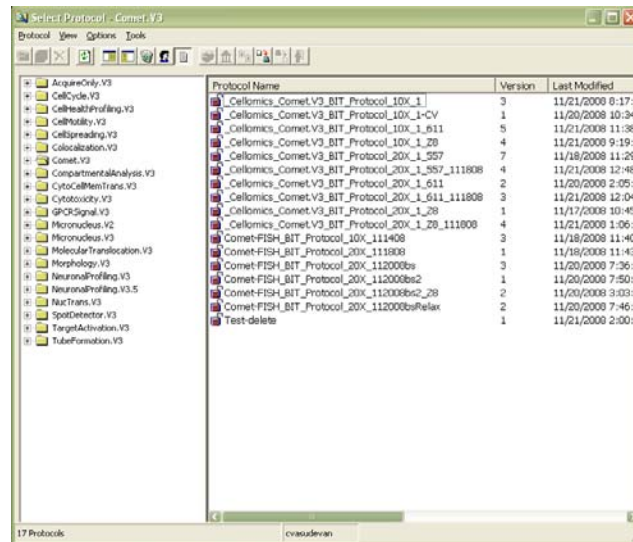 Select Protocol - Comet.V3
Protocol View Options Tools
AcquireOnly.V3
CellCycle.V3
CellHealthProfiling.V3
CellMotility.V3
CellSpreading.V3
Colocalization.V3
Comet.V3
CompartmentalAnalysis.V3
CytoCellMemTrans.V3
Cytotoxicity.V3
GPCRSignal.V3
Micronucleus.V2
Micronucleus.V3
MolecularTranslocation.V3
Morphology.V3
NeuronalProfiling.V3
NeuronalProfiling.V3.5
NucTrans.V3
SpotDetector.V3
TargetActivation.V3
TubeFormation.V3
Protocol Name Version Last Modified
_Cellomics_Comet.V3_BIT_Protocol_10X_1 3 11/21/2008 8:17:
_Cellomics_Comet.V3_BIT_Protocol_10X_1-CV 1 11/20/2008 10:34
_Cellomics_Comet.V3_BIT_Protocol_10X_1_611 5 11/21/2008 11:38
_Cellomics_Comet.V3_BIT_Protocol_10X_1_Z8 4 11/21/2008 9:19:
_Cellomics_Comet.V3_BIT_Protocol_20X_1_557 7 11/18/2008 11:29
_Cellomics_Comet.V3_BIT_Protocol_20X_1_557_111808 4 11/21/2008 12:48
_Cellomics_Comet.V3_BIT_Protocol_20X_1_611 2 11/20/2008 2:05:
_Cellomics_Comet.V3_BIT_Protocol_20X_1_611_111808 3 11/21/2008 12:04
_Cellomics_Comet.V3_BIT_Protocol_20X_1_Z8 1 11/17/2008 10:45
_Cellomics_Comet.V3_BIT_Protocol_20X_1_Z8_111808 4 11/21/2008 1:06:
Comet-FISH_BIT_Protocol_10X_111408 3 11/18/2008 11:40
Comet-FISH_BIT_Protocol_20X_111808 1 11/18/2008 11:43
Comet-FISH_BIT_Protocol_20X_112008bs 3 11/20/2008 7:36:
Comet-FISH_BIT_Protocol_20X_112008bs2 1 11/20/2008 7:50:
Comet-FISH_BIT_Protocol_20X_112008bs2_Z8 2 11/20/2008 3:03:
Comet-FISH_BIT_Protocol_20X_112008bsRelax 2 11/20/2008 7:46:
Test-delete 1 11/21/2008 2:00:
17 Protocols cvasudevan